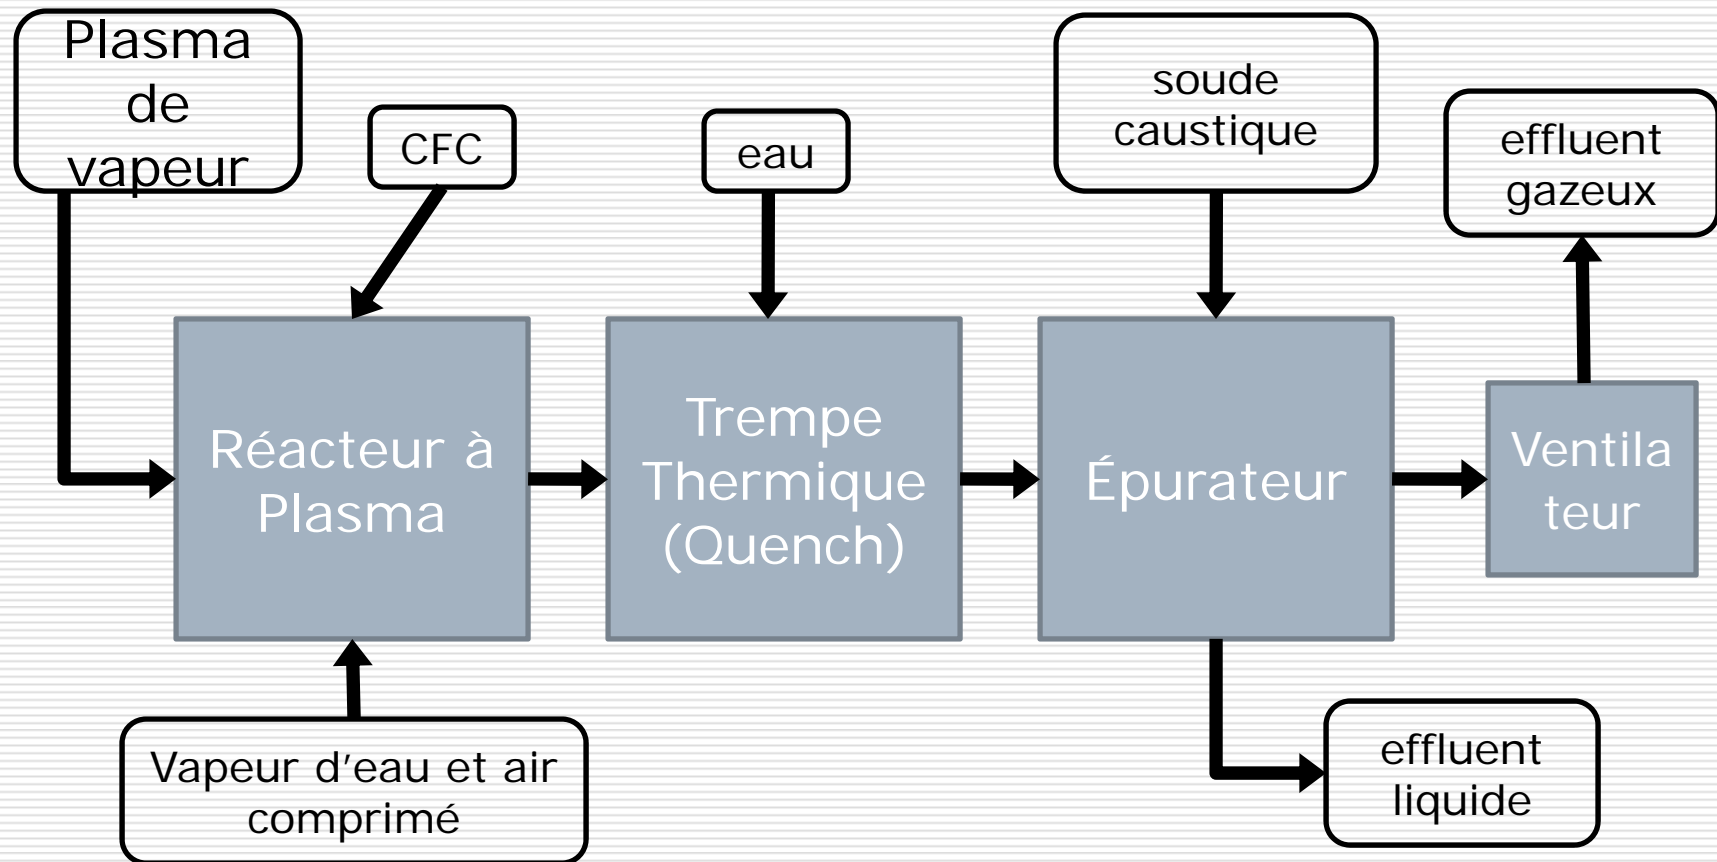 Plasma
de
vapeur
CFC
eau
soude
caustique
effluent
gazeux
Réacteur à
Plasma
Trempe
Thermique
(Quench)
Épurateur
Ventila
teur
Vapeur d'eau et air
comprimé
effluent
liquide